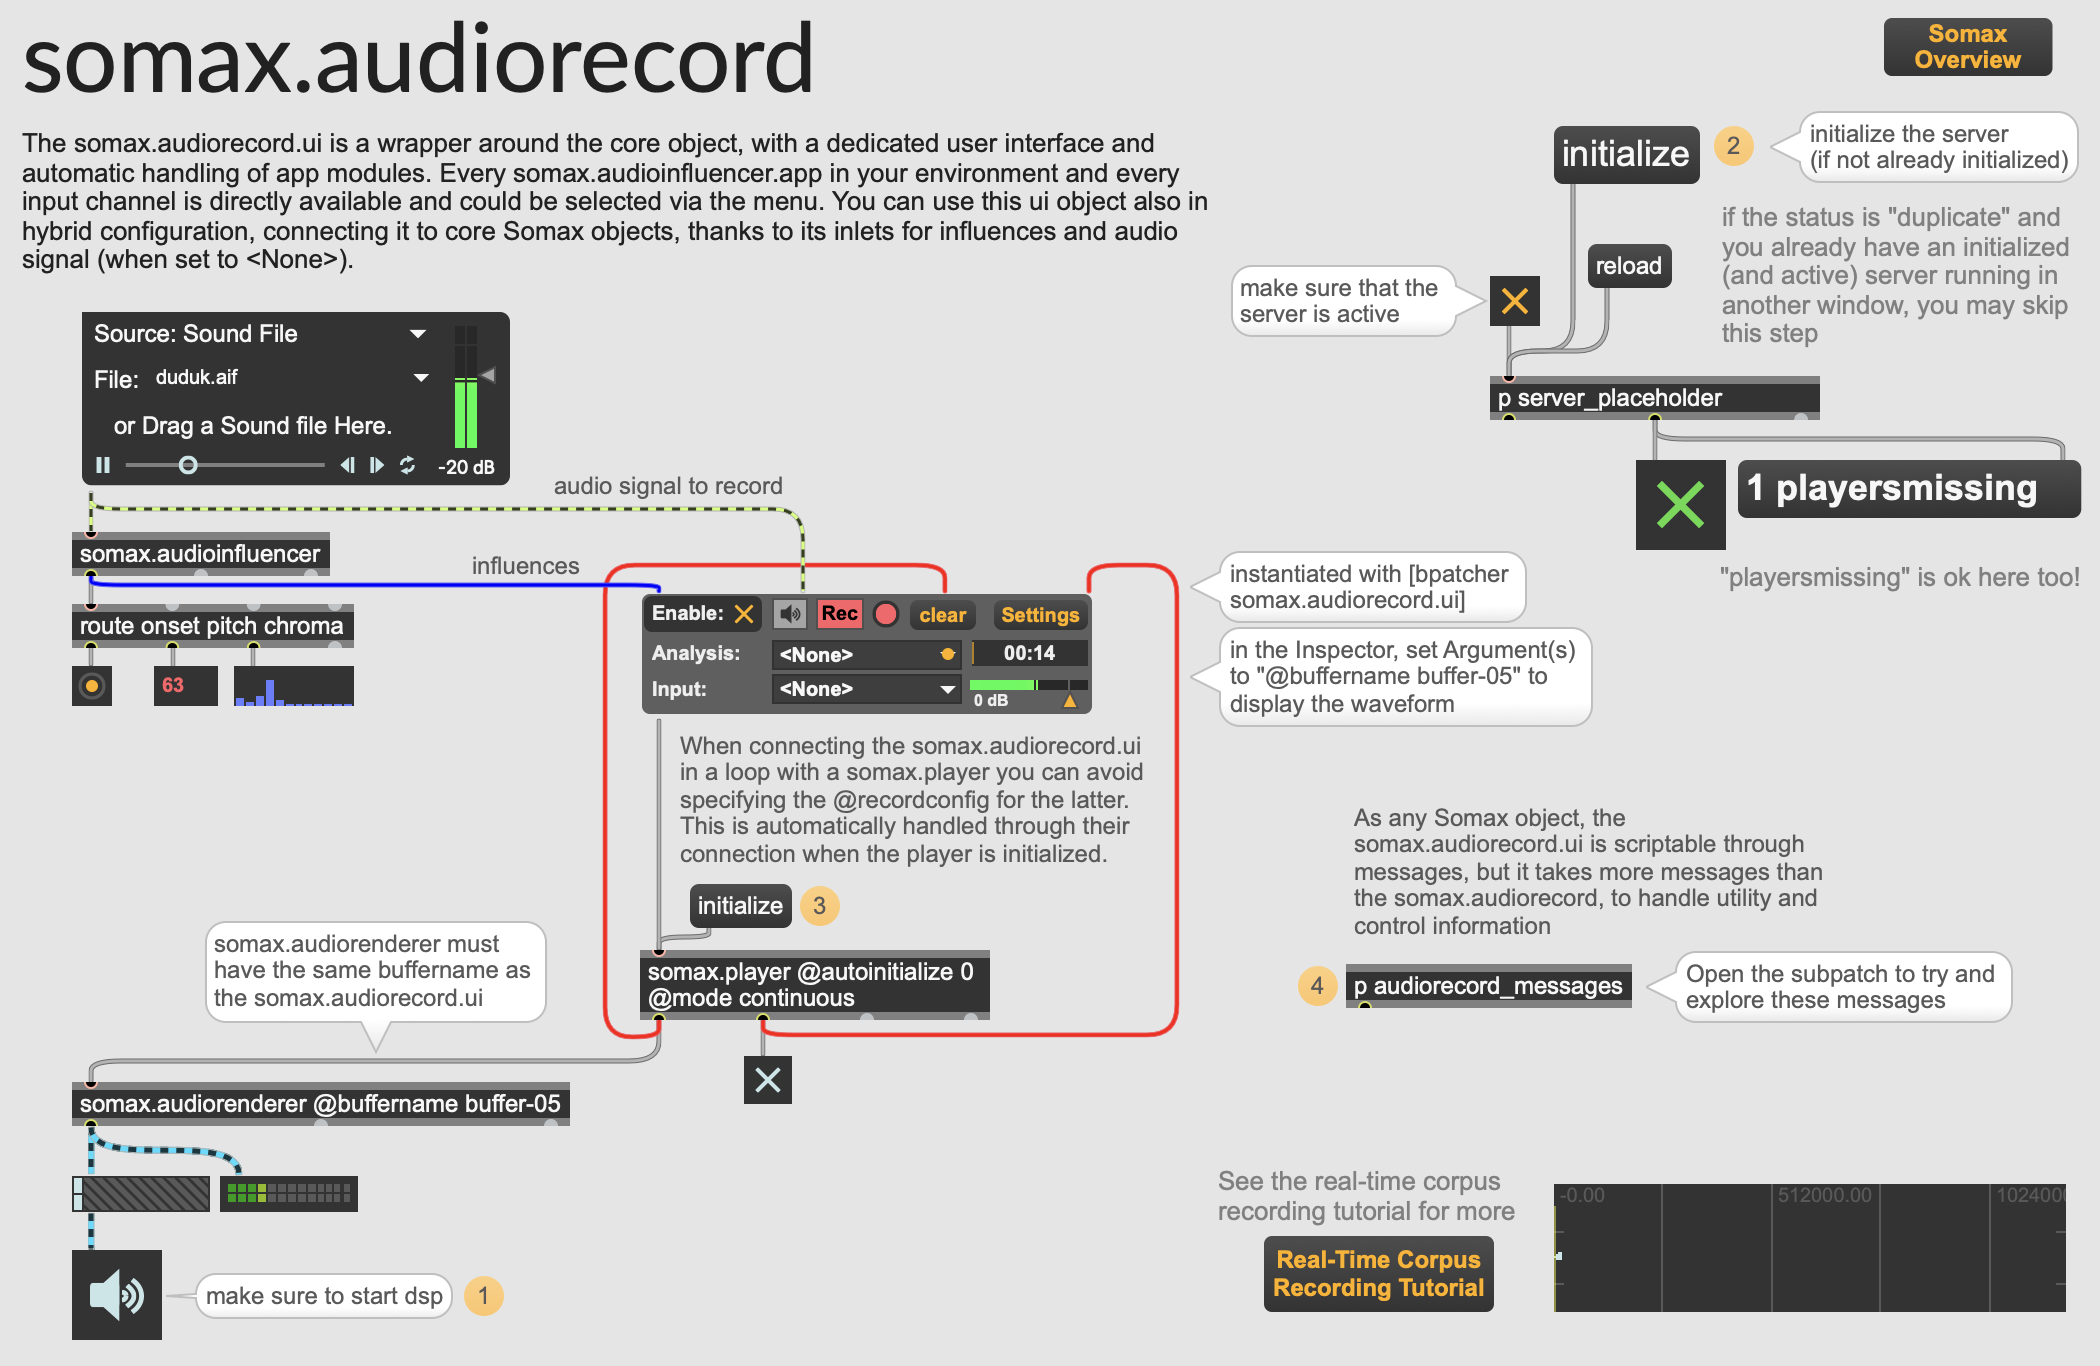 somax.audiorecord
Somax
Overview
The somax.audiorecord.ui is a wrapper around the core object, with a dedicated user interface and
automatic handling of app modules. Every somax.audioinfluencer.app in your environment and every
input channel is directly available and could be selected via the menu. You can use this ui object also in
hybrid configuration, connecting it to core Somax objects, thanks to its inlets for influences and audio
signal (when set to <None>).
initialize
2
initialize the server
(if not already initialized)
if the status is "duplicate" and
you already have an initialized
(and active) server running in
another window, you may skip
this step
reload
make sure that the
server is active
p server_placeholder
1 playersmissing
"playersmissing" is ok here too!
Source: Sound File
File: duduk.aif
or Drag a Sound file Here.
-20 dB
audio signal to record
somax.audioinfluencer
influences
route onset pitch chroma
63
Enable:
Rec
clear
Settings
Analysis:
<None>
00:14
Input:
<None>
0 dB
instantiated with [bpatcher
somax.audiorecord.ui]
in the Inspector, set Argument(s)
to "@buffername buffer-05" to
display the waveform
When connecting the somax.audiorecord.ui
in a loop with a somax.player you can avoid
specifying the @recordconfig for the latter.
This is automatically handled through their
connection when the player is initialized.
initialize
3
somax.player @autoinitialize 0
@mode continuous
As any Somax object, the
somax.audiorecord.ui is scriptable through
messages, but it takes more messages than
the somax.audiorecord, to handle utility and
control information
4
p audiorecord_messages
Open the subpatch to try and
explore these messages
somax.audiorenderer must
have the same buffername as
the somax.audiorecord.ui
somax.audiorenderer @buffername buffer-05
make sure to start dsp
1
See the real-time corpus
recording tutorial for more
Real-Time Corpus
Recording Tutorial
-0.00
512000.00
102400